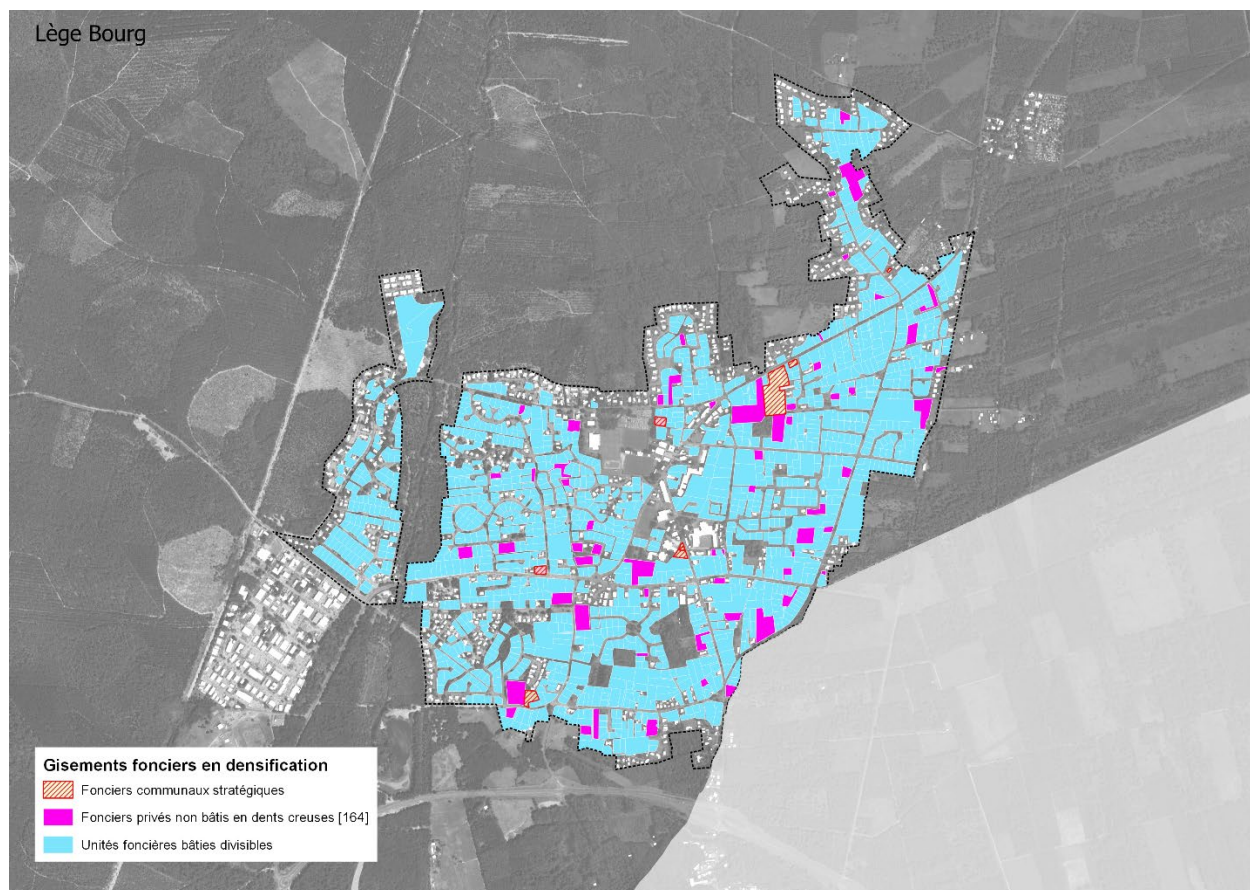 Lège Bourg
Gisements fonciers en densification
Fonciers communaux stratégiques
Fonciers privés non bâtis en dents creuses [164]
Unités foncières bâties divisibles